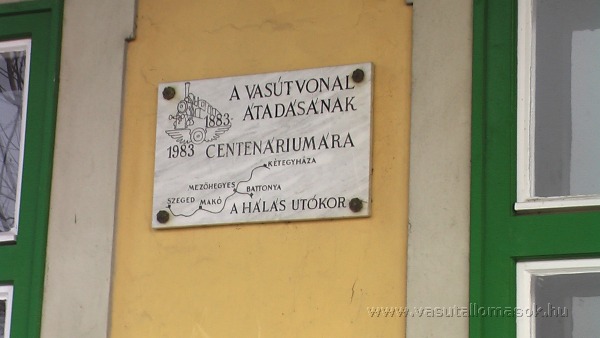 A VASÚTVONAL
1883 ÁTADÁSÁNAK
1983 CENTENÁRIUMÁRA
KÉTEGYHÁZA
MEZŐHEGYES
BATTONYA
SZEGED MAKÓ
A HÁLÁS UTÓKOR
www.vasutallomasok.hu